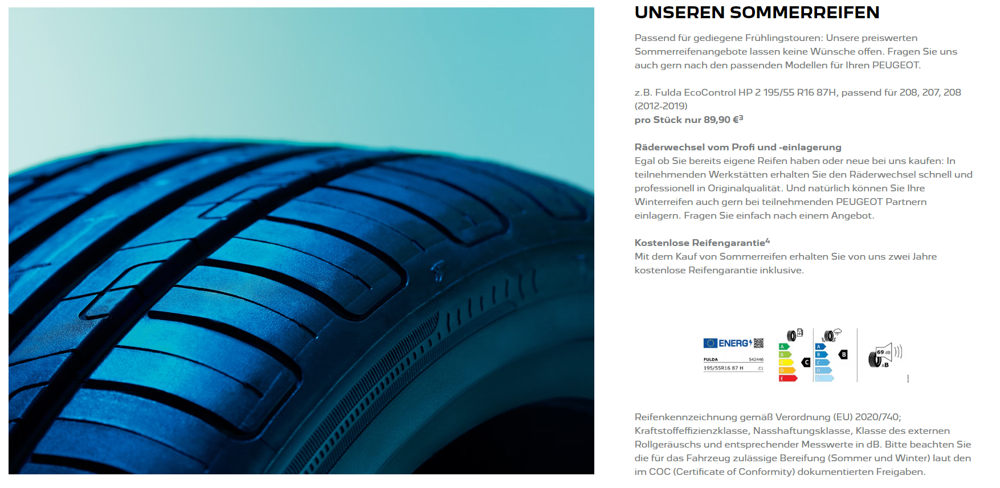 UNSEREN SOMMERREIFEN
Passend für gediegene Frühlingstouren: Unsere preiswerten
Sommerreifenangebote lassen keine Wünsche offen. Fragen Sie uns
auch gern nach den passenden Modellen für Ihren PEUGEOT.
z.B. Fulda EcoControl HP 2 195/55 R16 87H, passend für 208, 207, 208
(2012-2019)
pro Stück nur 89,90 €³
Räderwechsel vom Profi und -einlagerung
Egal ob Sie bereits eigene Reifen haben oder neue bei uns kaufen: In
teilnehmenden Werkstätten erhalten Sie den Räderwechsel schnell und
professionell in Originalqualität. Und natürlich können Sie Ihre
Winterreifen auch gern bei teilnehmenden PEUGEOT Partnern
einlagern. Fragen Sie einfach nach einem Angebot.
Kostenlose Reifengarantie⁴
Mit dem Kauf von Sommerreifen erhalten Sie von uns zwei Jahre
kostenlose Reifengarantie inklusive.
ENERG
FULDA 542446
195/55R16 87 H C1
A
B
C
D
E
C
A
B
C
D
B
69 dB
AB
Reifenkennzeichnung gemäß Verordnung (EU) 2020/740;
Kraftstoffeffizienzklasse, Nasshaftungsklasse, Klasse des externen
Rollgeräuschs und entsprechender Messwerte in dB. Bitte beachten Sie
die für das Fahrzeug zulässige Bereifung (Sommer und Winter) laut den
im COC (Certificate of Conformity) dokumentierten Freigaben.